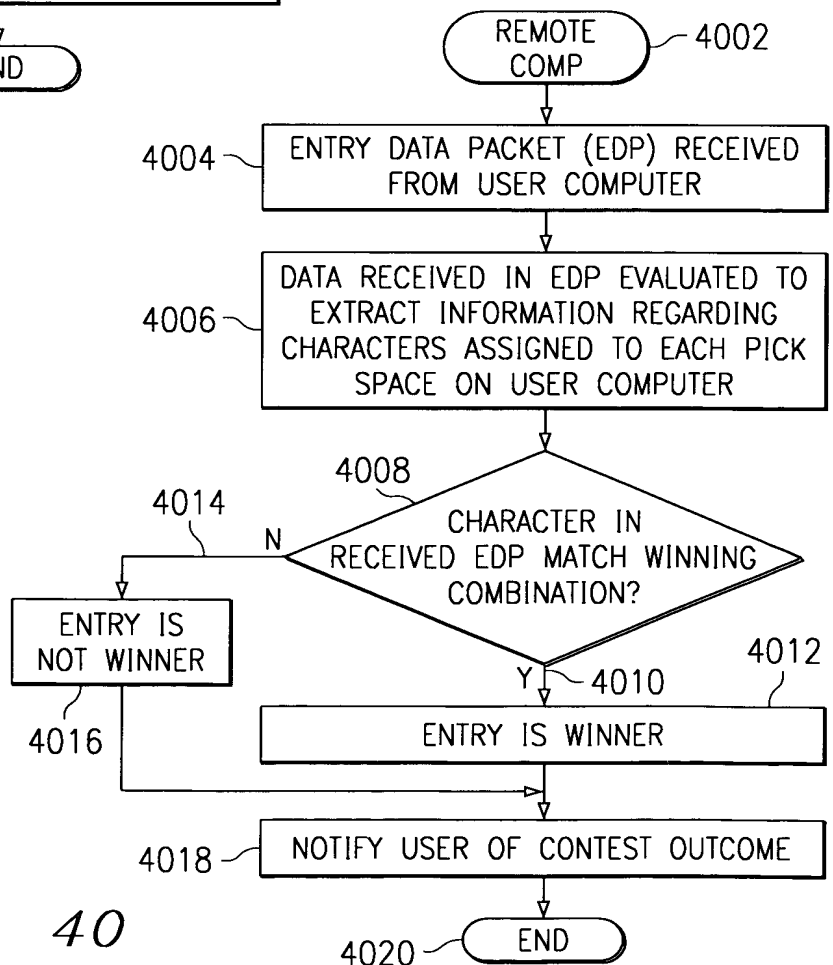 REMOTE
COMP
4002
4004
ENTRY DATA PACKET (EDP) RECEIVED
FROM USER COMPUTER
4006
DATA RECEIVED IN EDP EVALUATED TO
EXTRACT INFORMATION REGARDING
CHARACTERS ASSIGNED TO EACH PICK
SPACE ON USER COMPUTER
4008
CHARACTER IN
RECEIVED EDP MATCH WINNING
COMBINATION?
4014
N
ENTRY IS
NOT WINNER
4016
Y
4010
4012
ENTRY IS WINNER
4018
NOTIFY USER OF CONTEST OUTCOME
40
4020
END